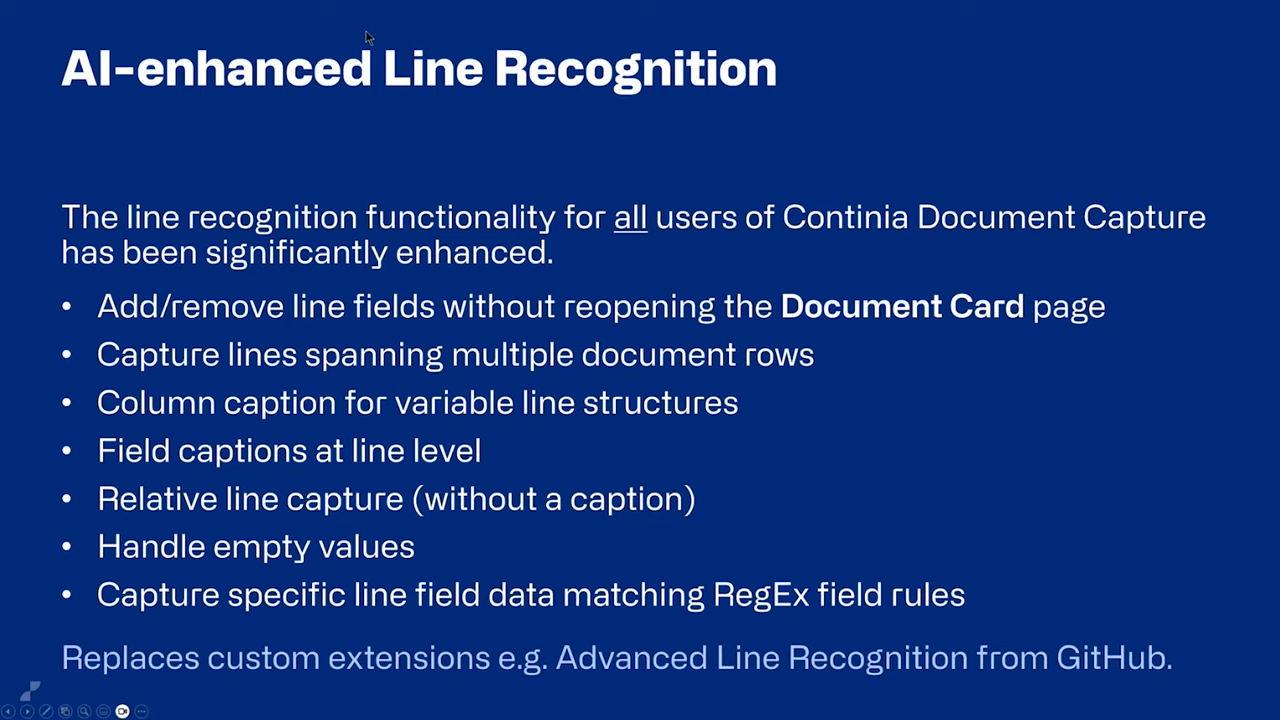 AI-enhanced Line Recognition
The line recognition functionality for all users of Continia Document Capture
has been significantly enhanced.
• Add/remove line fields without reopening the Document Card page
• Capture lines spanning multiple document rows
• Column caption for variable line structures
• Field captions at line level
• Relative line capture (without a caption)
• Handle empty values
• Capture specific line field data matching RegEx field rules
Replaces custom extensions e.g. Advanced Line Recognition from GitHub.